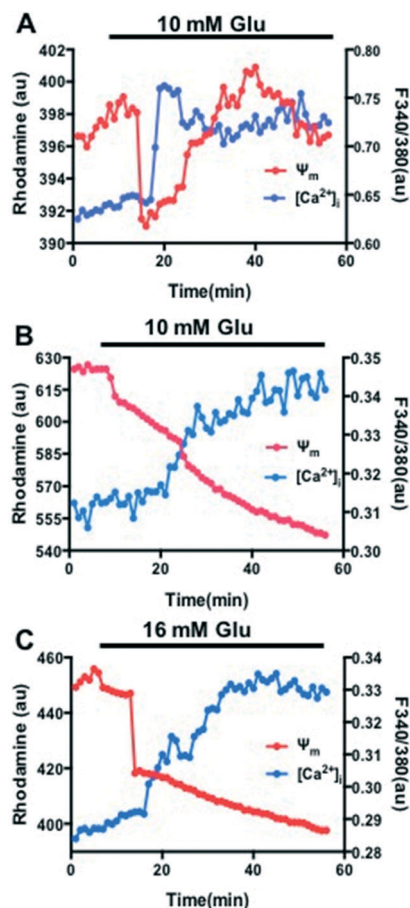 A
10 mM Glu
402
400
398
396
394
392
390
0.80
0.75
0.70
0.65
0.60
Rhodamine (au)
F340/380(au)
Ψm
[Ca2+]i
0 20 40 60
Time(min)
B
10 mM Glu
630
615
600
585
570
555
540
0.35
0.34
0.33
0.32
0.31
0.30
Rhodamine (au)
F340/380(au)
Ψm
[Ca2+]i
0 20 40 60
Time(min)
C
16 mM Glu
460
440
420
400
0.34
0.33
0.32
0.31
0.30
0.29
0.28
Rhodamine (au)
F340/380(au)
Ψm
[Ca2+]i
0 20 40 60
Time(min)